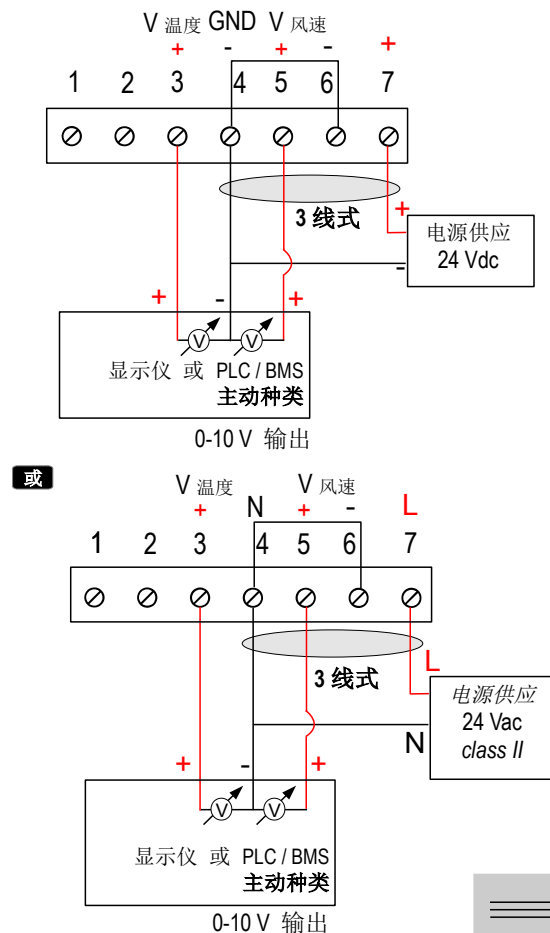 V 温度 GND V 风速
+ - + - +
1 2 3 4 5 6 7
3 线式
+
电源供应
24 Vdc
-
+ - +
V V
显示仪 或 PLC / BMS
主动种类
0-10 V 输出
或
V 温度 N V 风速 L
+ + -
1 2 3 4 5 6 7
L
3 线式
电源供应
24 Vac
N class II
+ - +
V V
显示仪 或 PLC / BMS
主动种类
0-10 V 输出